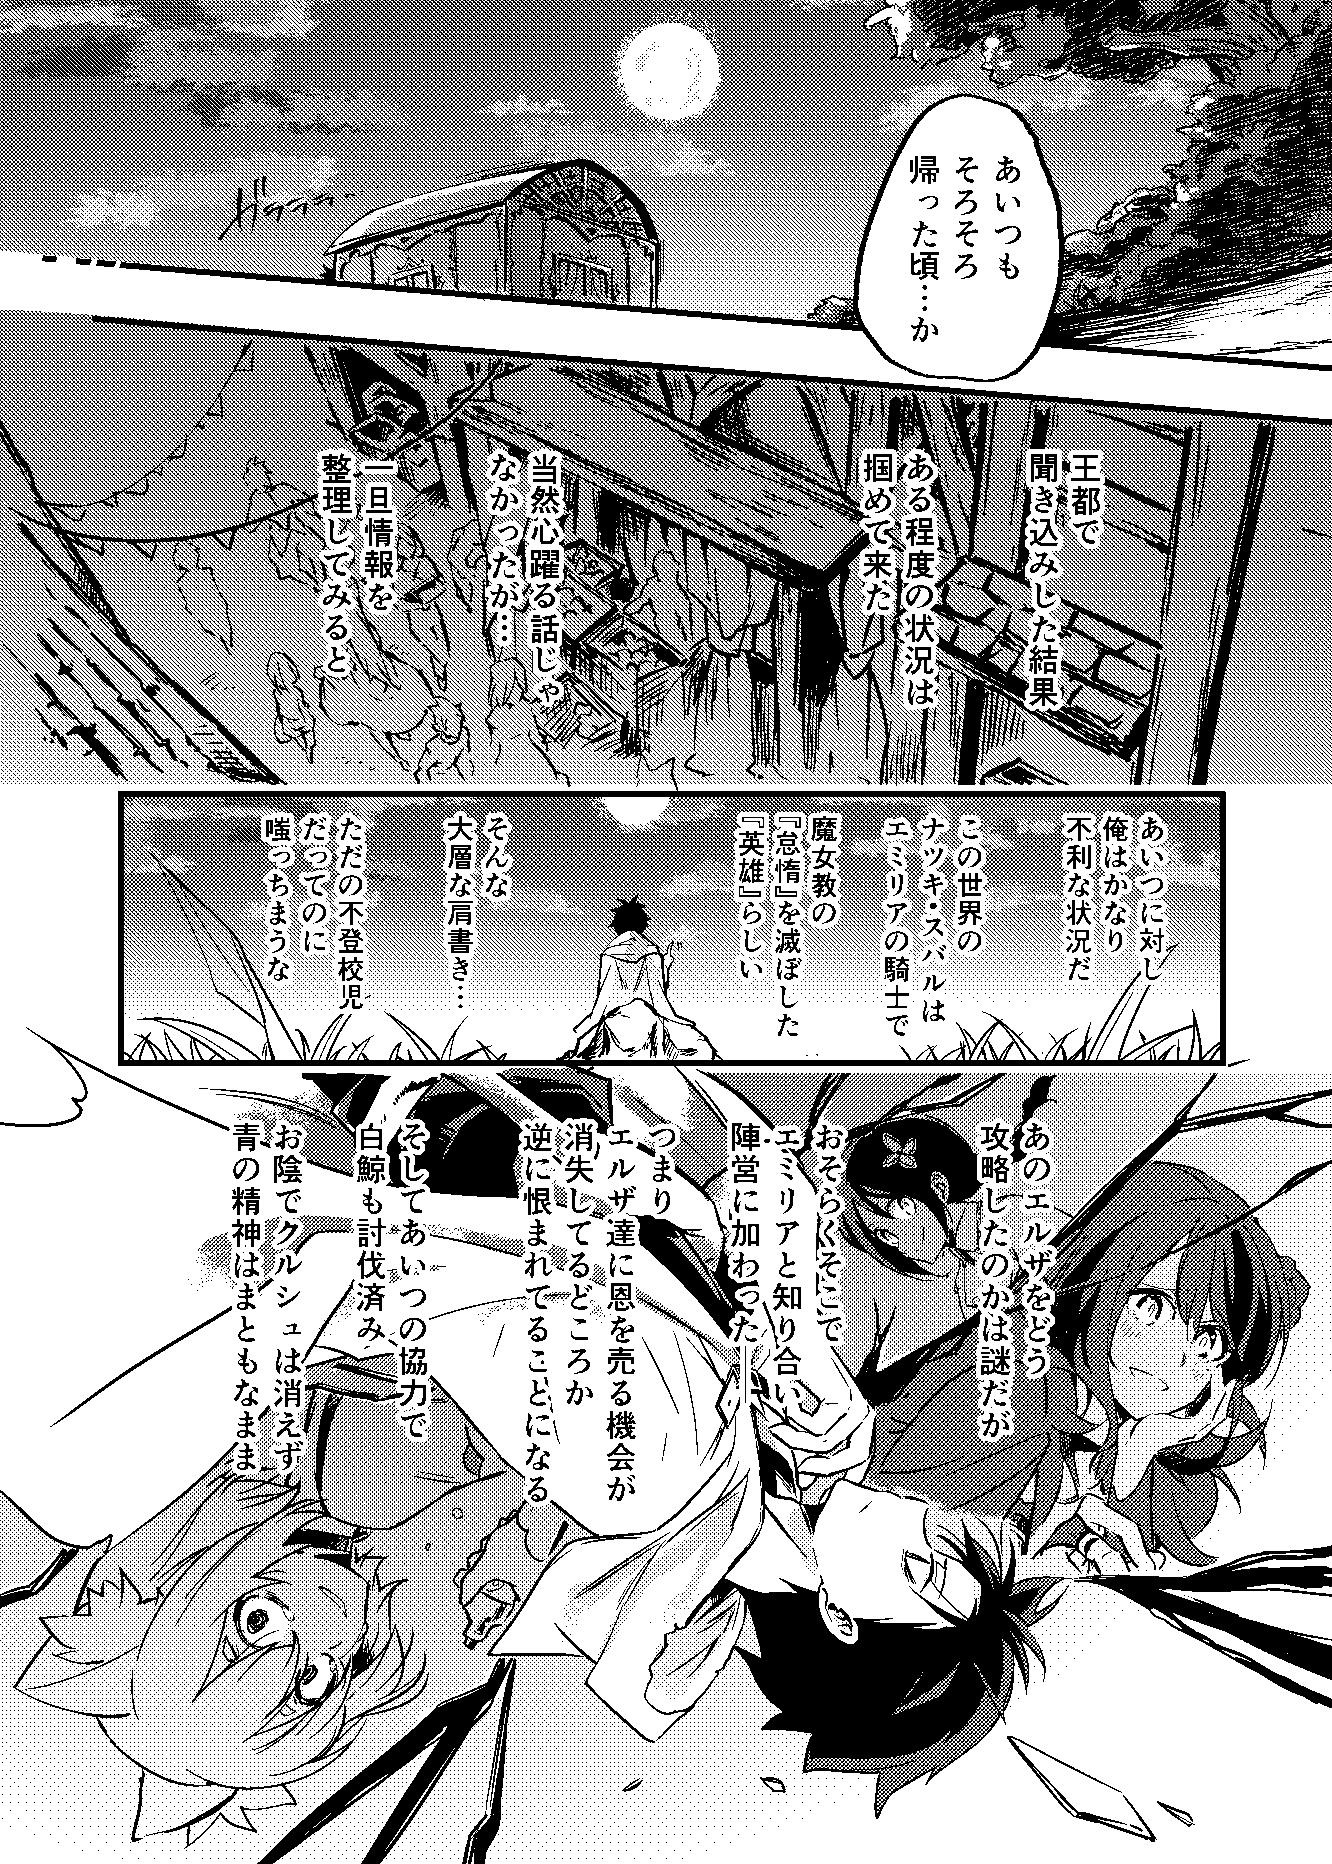 あいつも
そろそろ
帰った頃…か
ガララララ
王都で
聞き込みした結果
ある程度の状況は
掴めて来た
当然心躍る話じゃ
なかったが…
一旦情報を
整理してみると
あいつに対し
俺はかなり
不利な状況だ
この世界の
ナツキ・スバルは
エミリアの騎士で
魔女教の
『怠惰』を滅ぼした
『英雄』らしい
そんな
大層な肩書き…
ただの不登校児
だってのに
嗤っちまうな
あのエルザをどう
攻略したのかは謎だが
おそらくそこで
エミリアと知り合い
陣営に加わった──
つまり
エルザ達に恩を売る機会が
消失してるどころか
逆に恨まれてることになる
そしてあいつの協力で
白鯨も討伐済み
お陰でクルシュは消えず
青の精神はまともなまま